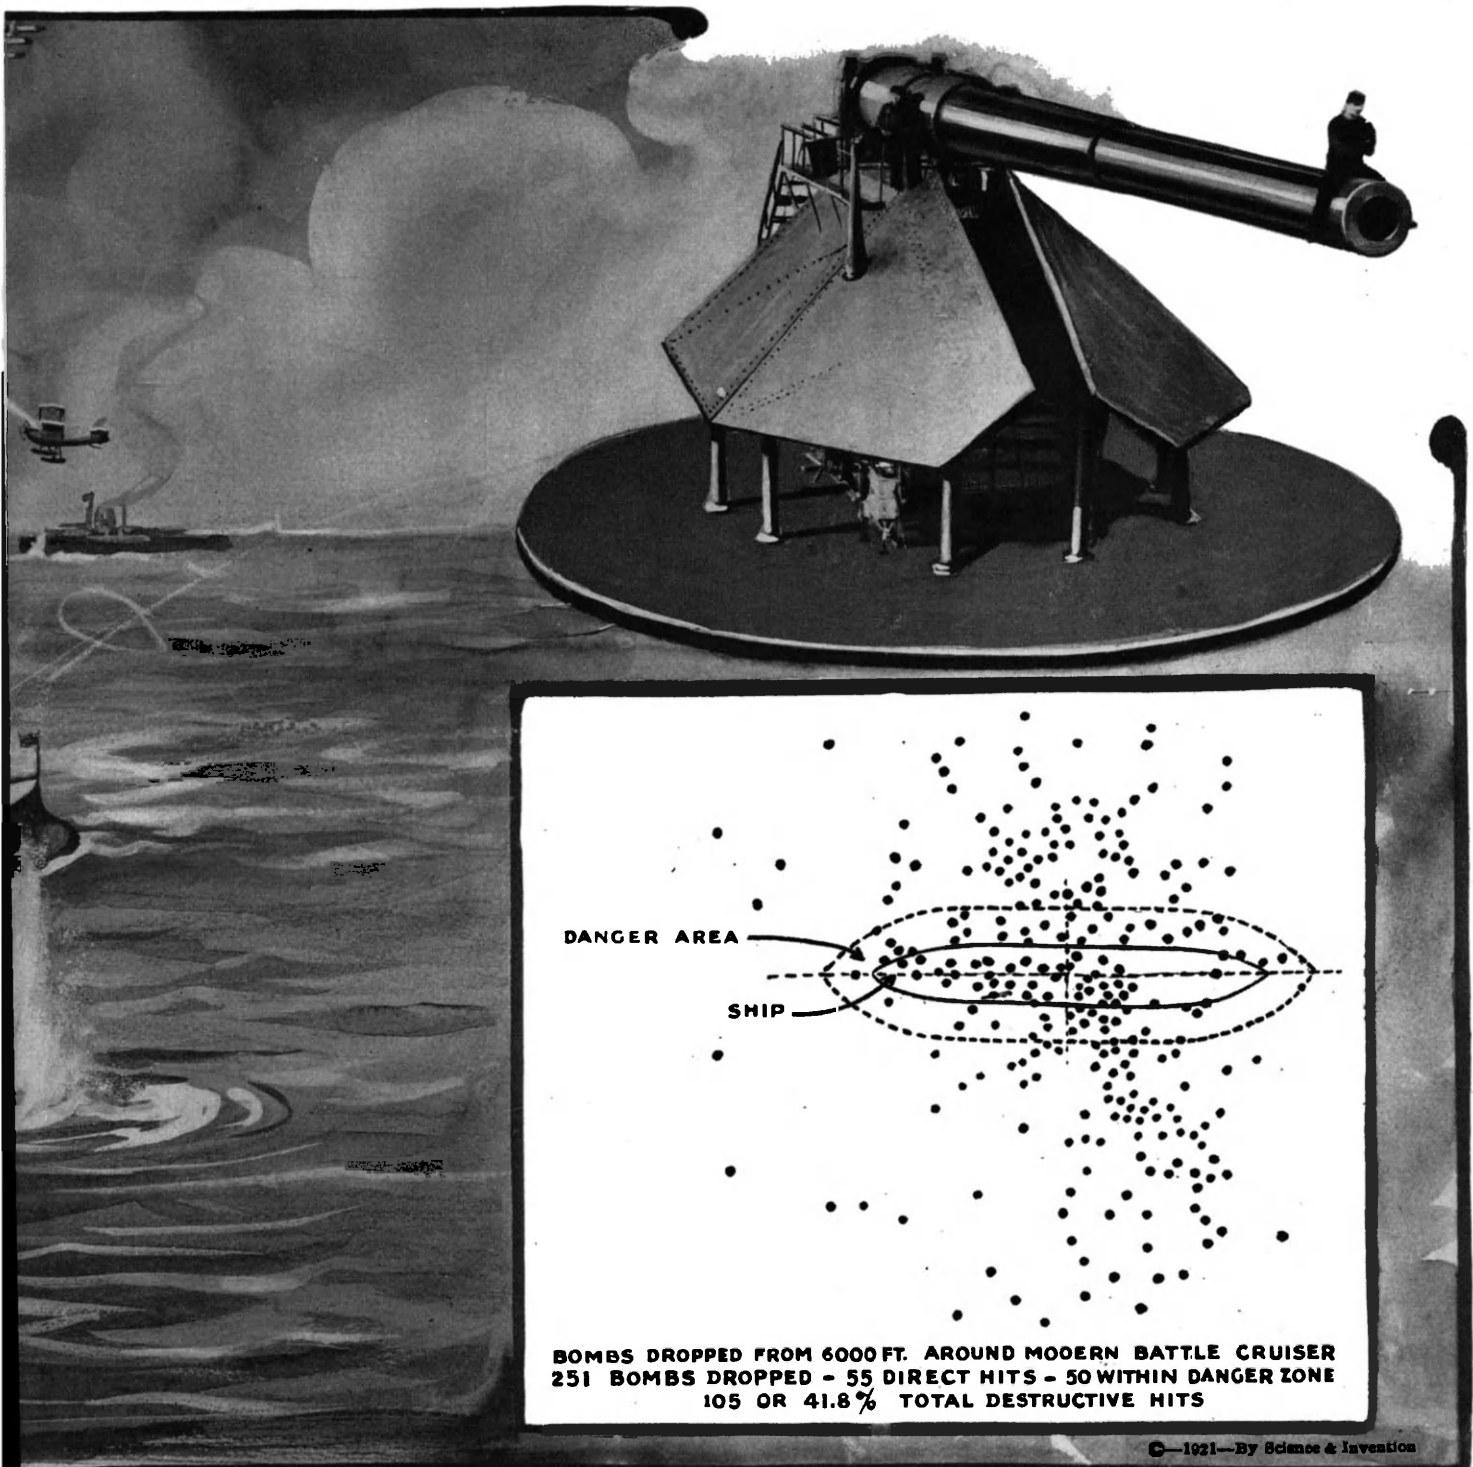 DANGER AREA
SHIP
BOMBS DROPPED FROM 6000 FT. AROUND MODERN BATTLE CRUISER
251 BOMBS DROPPED - 55 DIRECT HITS - 50 WITHIN DANGER ZONE
105 OR 41.8% TOTAL DESTRUCTIVE HITS
©—1921—By Science & Invention